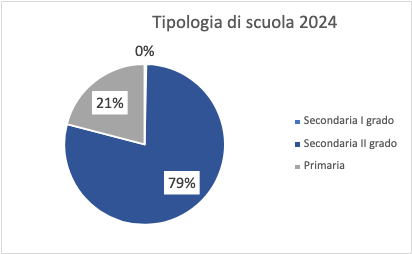 Tipologia di scuola 2024
0%
21%
79%
Secondaria I grado
Secondaria II grado
Primaria